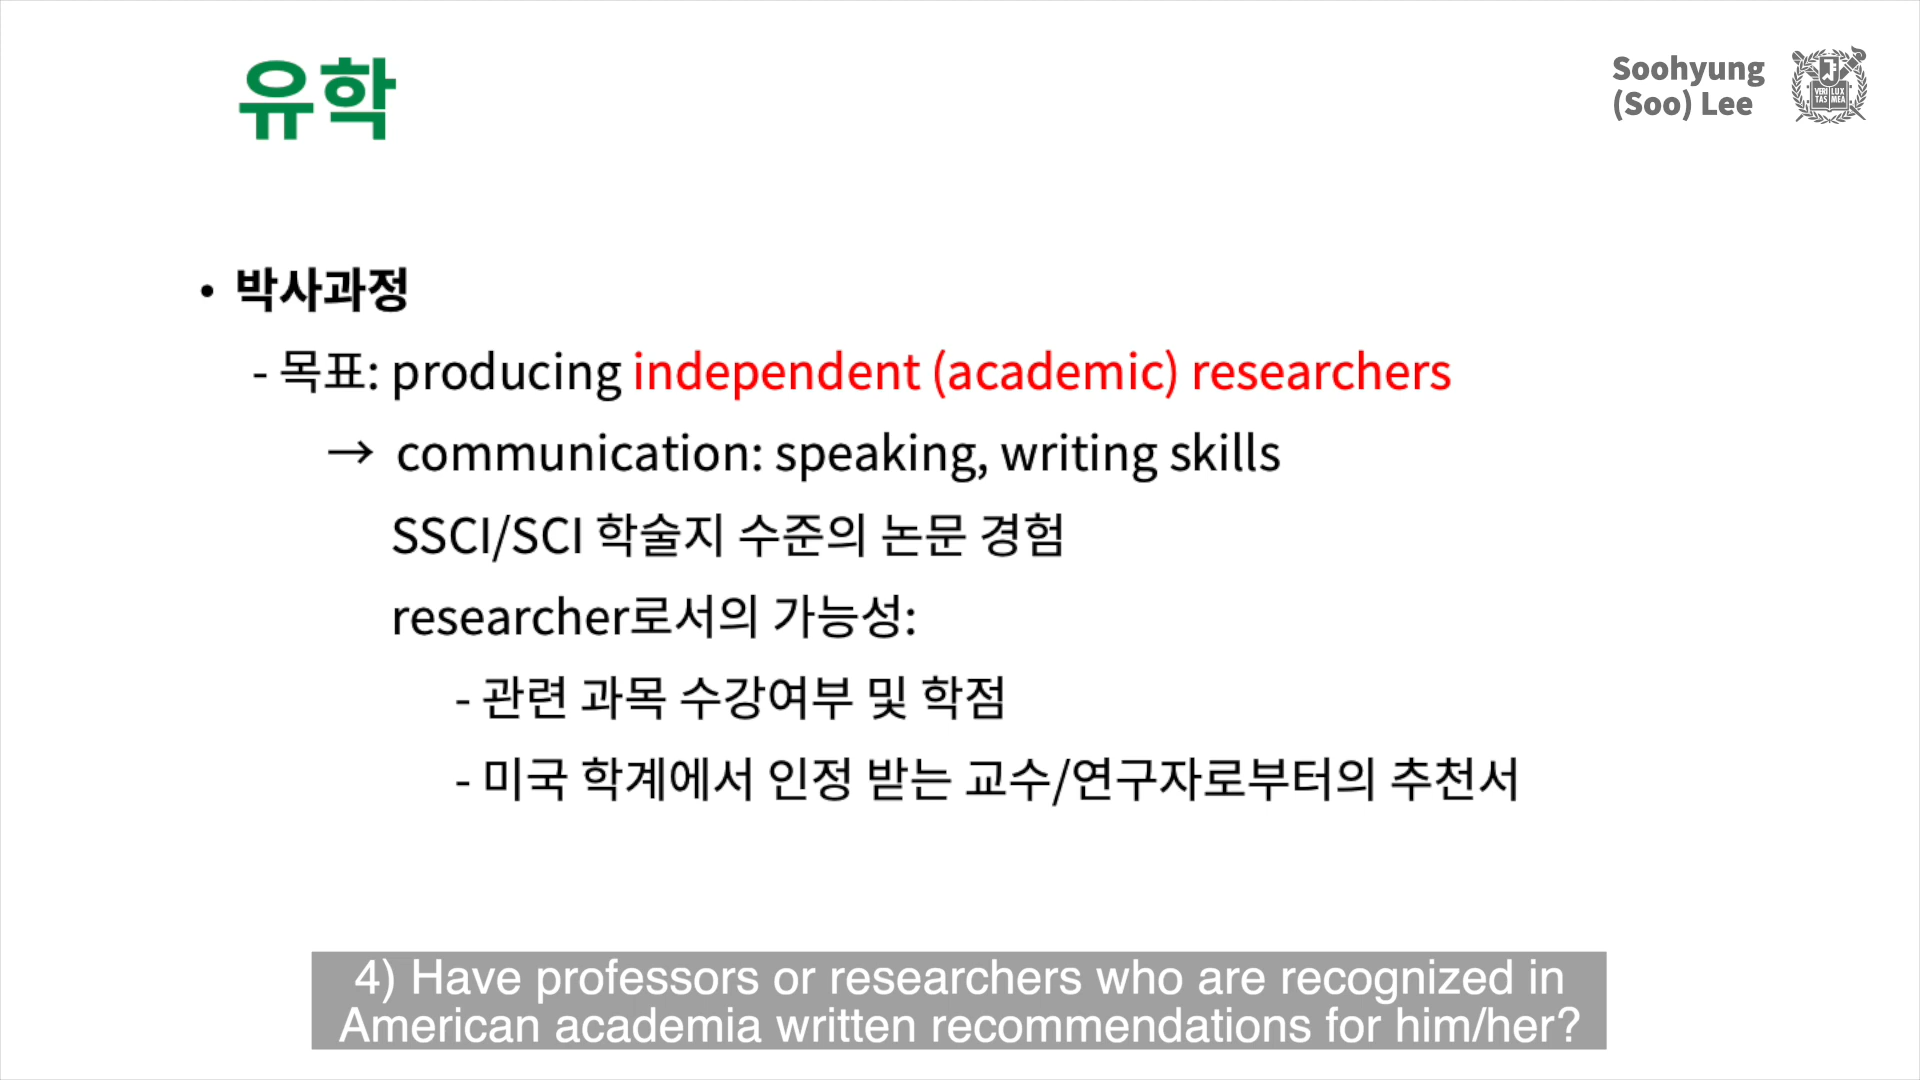 유학
Soohyung
(Soo) Lee
VERI LUX
TAS MEA
• 박사과정
- 목표: producing independent (academic) researchers
→ communication: speaking, writing skills
SSCI/SCI 학술지 수준의 논문 경험
researcher로서의 가능성:
- 관련 과목 수강여부 및 학점
- 미국 학계에서 인정 받는 교수/연구자로부터의 추천서
4) Have professors or researchers who are recognized in
American academia written recommendations for him/her?